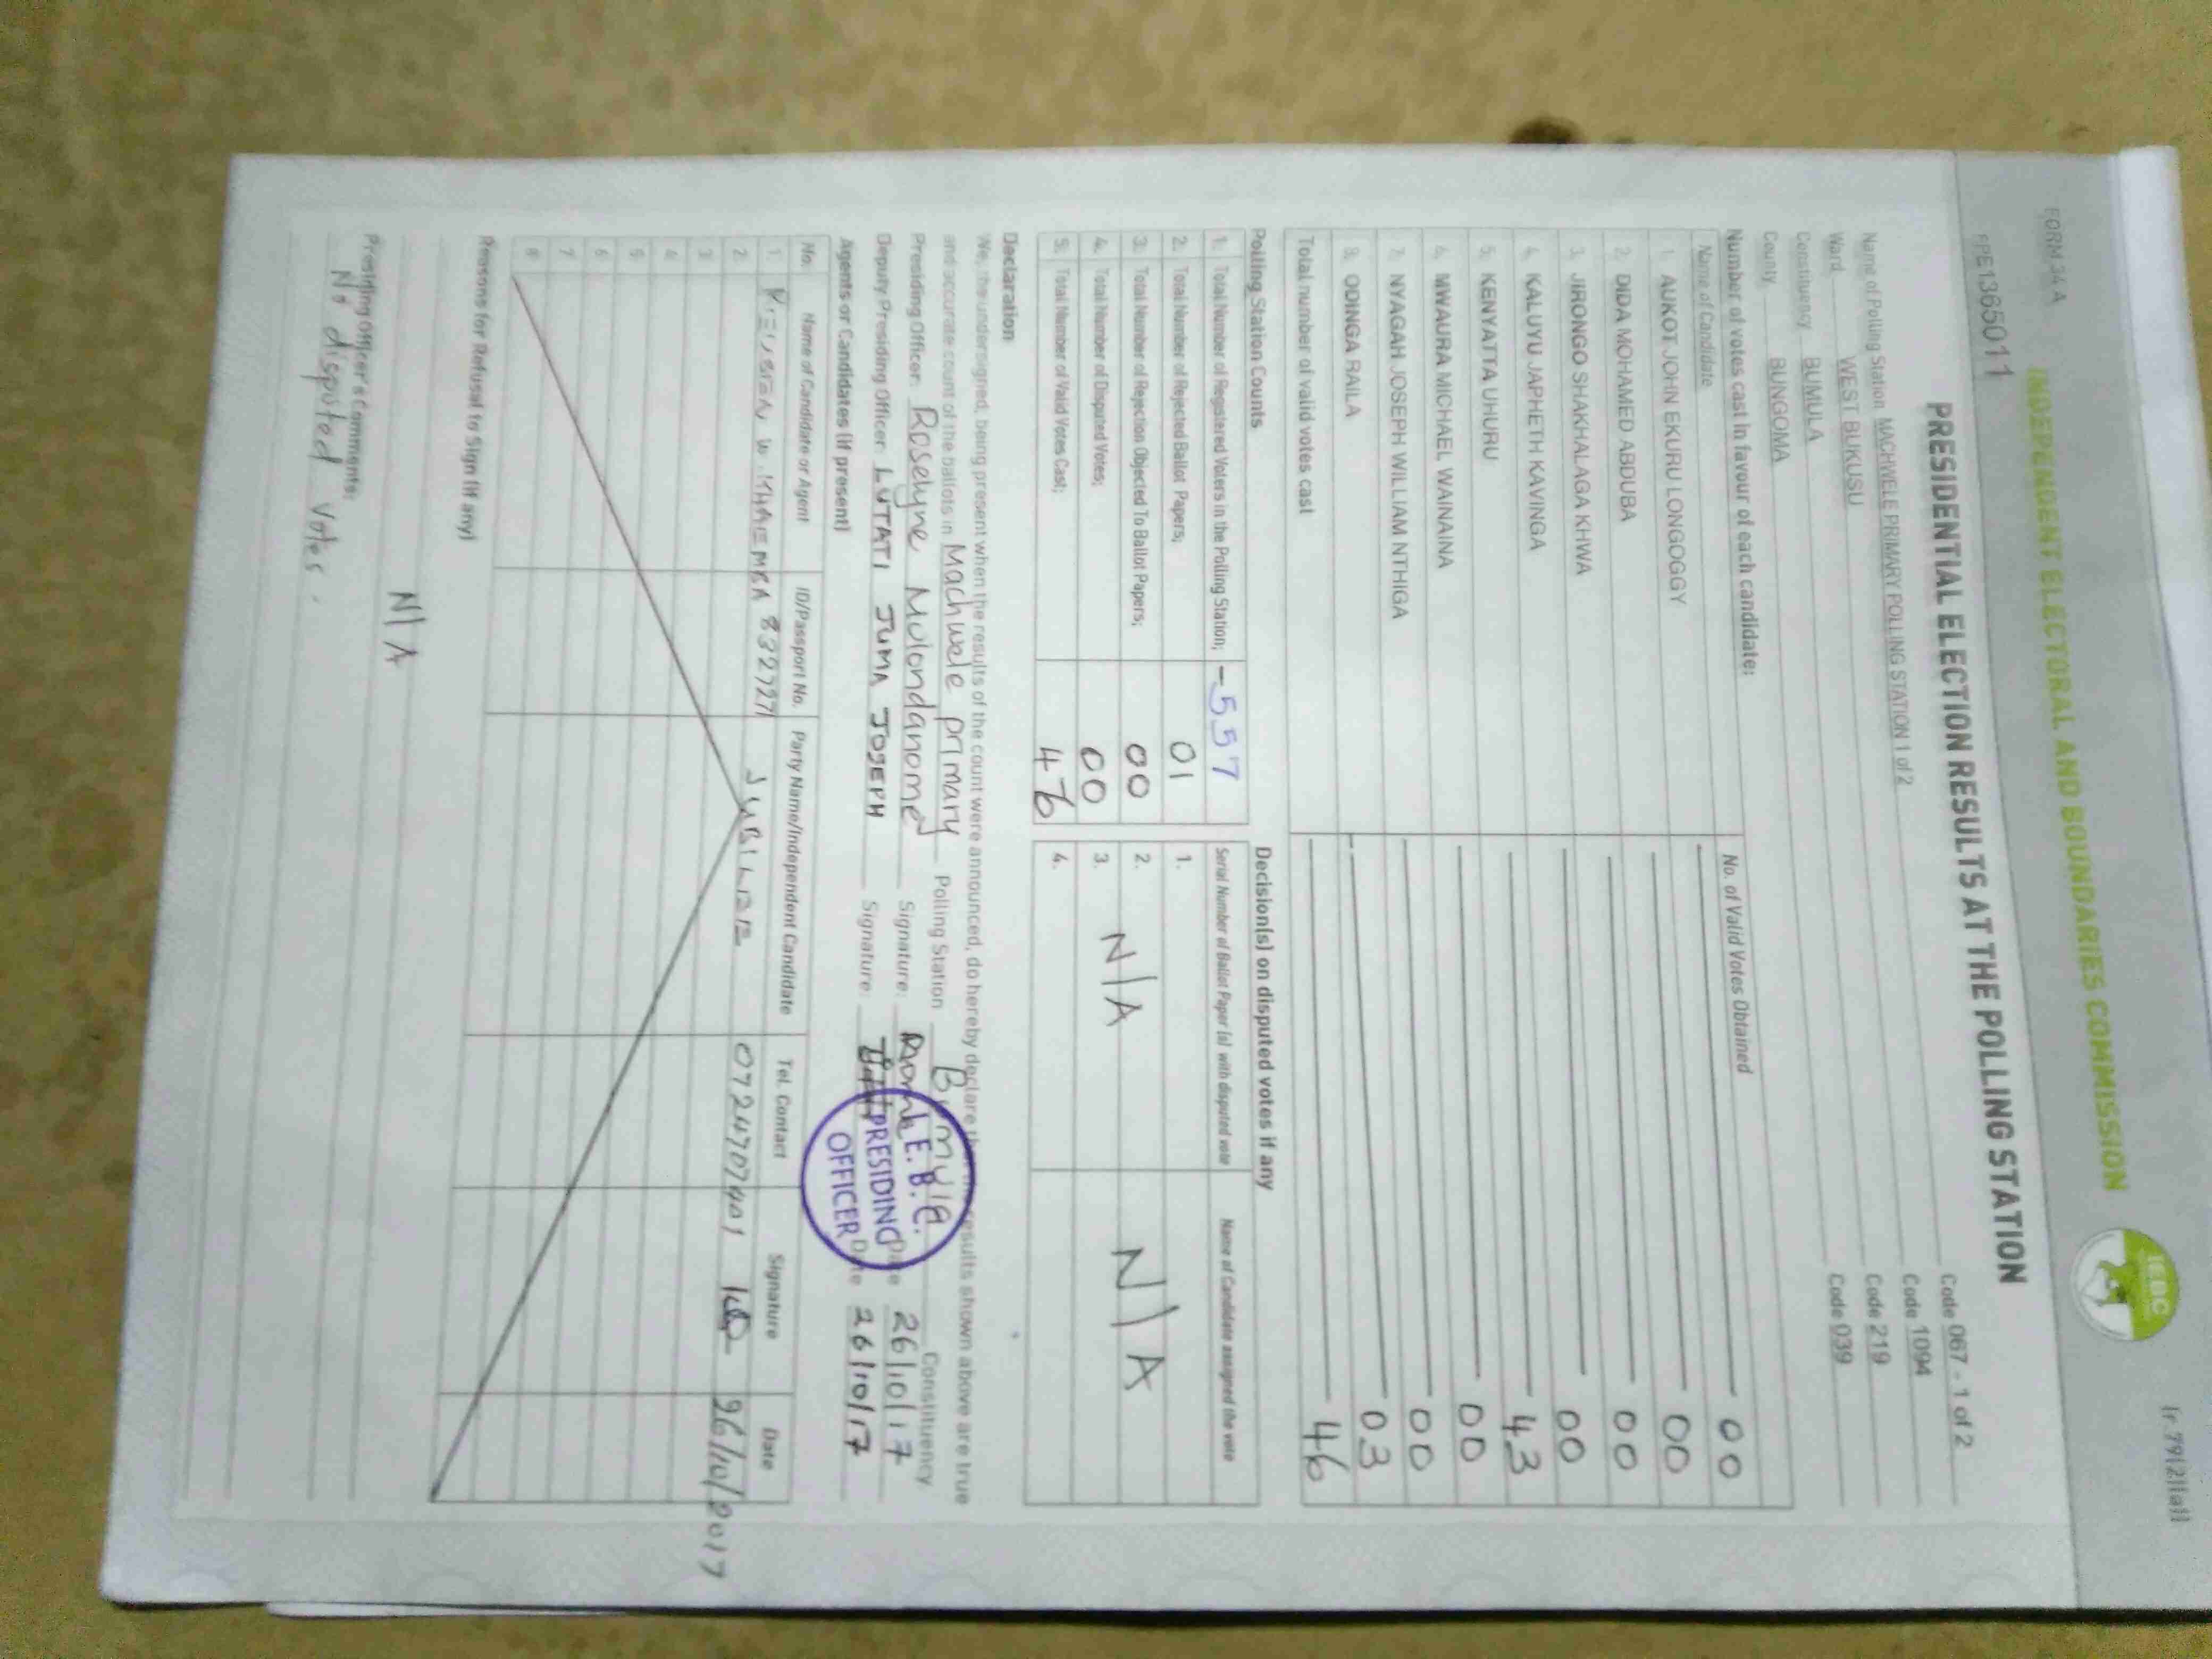 FORM 34 A
[r.79(2)(a)]
INDEPENDENT ELECTORAL AND BOUNDARIES COMMISSION
IEBC
PRE1365011
PRESIDENTIAL ELECTION RESULTS AT THE POLLING STATION
Name of Polling Station MACHWELE PRIMARY POLLING STATION 1 of 2 Code 067 - 1 of 2
Ward WEST BUKUSU Code 1094
Constituency BUMULA Code 219
County BUNGOMA Code 039
Number of votes cast in favour of each candidate:
Name of Candidate No. of Valid Votes Obtained
1. AUKOT JOHN EKURU LONGOGGY 00
2. DIDA MOHAMED ABDUBA 00
3. JIRONGO SHAKHALAGA KHWA 00
4. KALUYU JAPHETH KAVINGA 00
5. KENYATTA UHURU 43
6. MWAURA MICHAEL WAINAINA 00
7. NYAGAH JOSEPH WILLIAM NTHIGA 00
8. ODINGA RAILA 03
Total number of valid votes cast 46
Polling Station Counts
1. Total Number of Registered Voters in the Polling Station; - 557
2. Total Number of Rejected Ballot Papers; 01
3. Total Number of Rejection Objected To Ballot Papers; 00
4. Total Number of Disputed Votes; 00
5. Total Number of Valid Votes Cast; 46
Decision(s) on disputed votes if any
Serial Number of Ballot Paper (s) with disputed vote Name of Candidate assigned the vote
1.
2. N/A N/A
3.
4.
Declaration
We, the undersigned, being present when the results of the count were announced, do hereby declare that the results shown above are true
and accurate count of the ballots in Machwele primary Polling Station Bumula Constituency
Presiding Officer: Roselyne Mulondanome Signature: Date 26/10/17
Deputy Presiding Officer: LUTATI JUMA JOSEPH Signature: Date 26/10/17
I.E.B.C.
PRESIDING
OFFICER
Agents or Candidates (if present)
No. Name of Candidate or Agent ID/Passport No. Party Name/Independent Candidate Tel. Contact Signature Date
1. W. KHAEMBA 8327271 JUBILEE 0724707401 26/10/2017
2.
3
4
5
6
7
8
Reasons for Refusal to Sign (if any)
N/A
Presiding Officer's Comments:
No disputed votes.